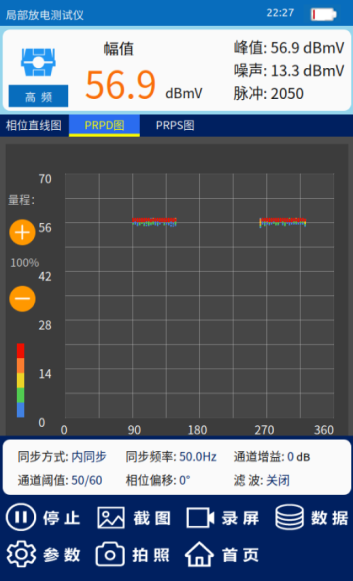 局部放电测试仪 22:27
幅值
56.9 dBmV
高 频
峰值: 56.9 dBmV
噪声: 13.3 dBmV
脉冲: 2050
相位直线图 PRPD图 PRPS图
量程:
100%
70
56
42
28
14
0
0 90 180 270 360
同步方式: 内同步 同步频率: 50.0Hz 通道增益: 0 dB
通道阈值: 50/60 相位偏移: 0° 滤 波: 关闭
停止 截图 录屏 数据
参数 拍照 首页